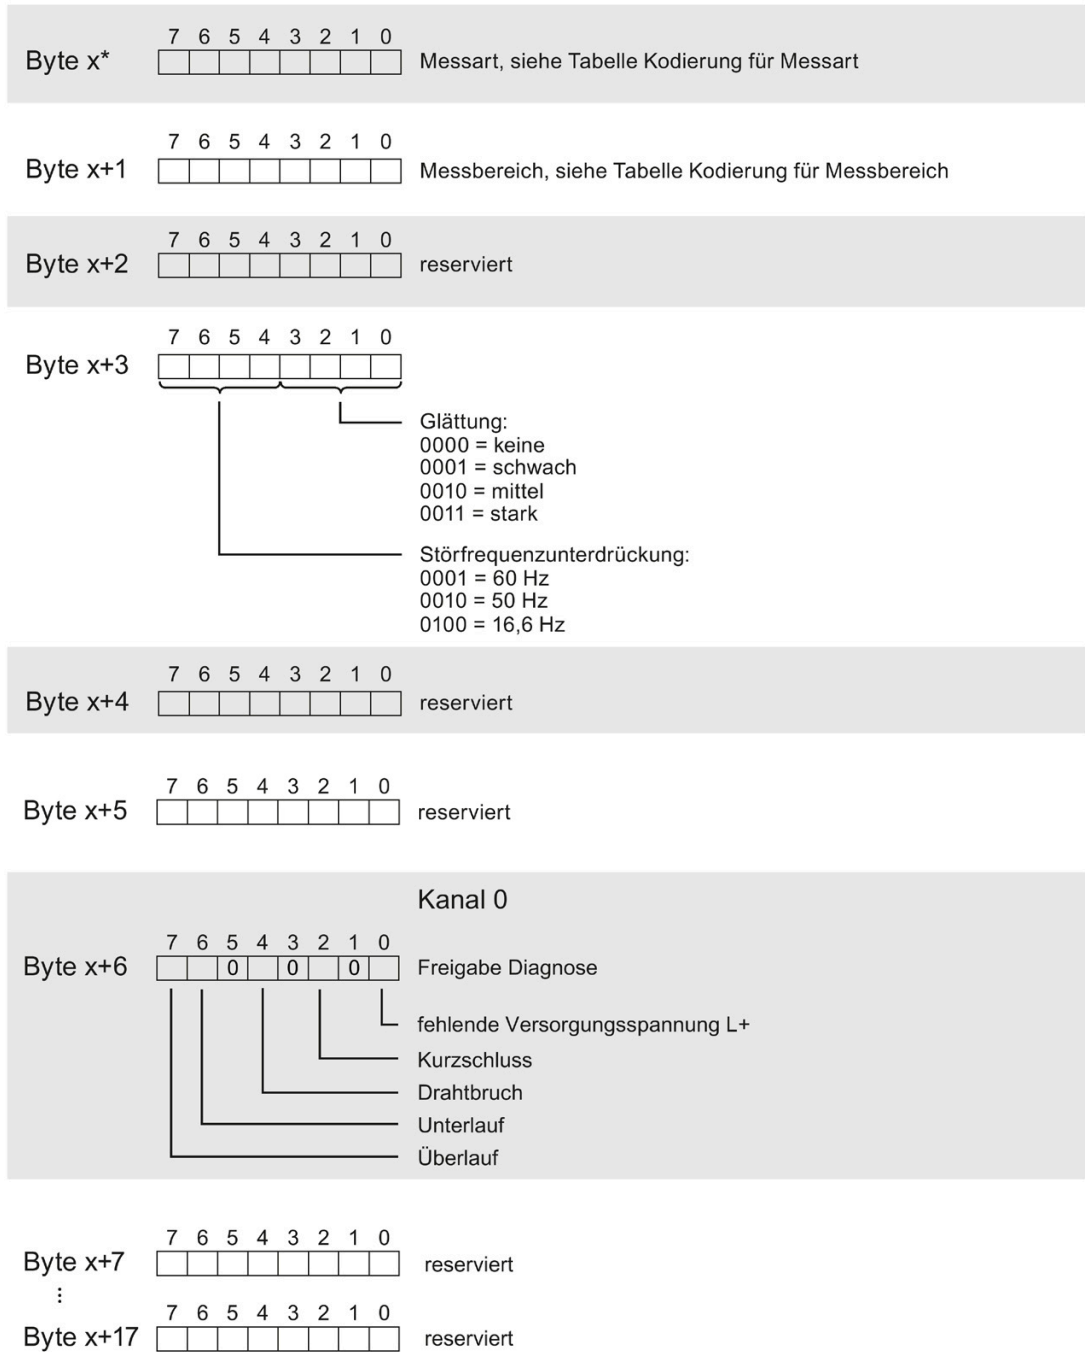 7 6 5 4 3 2 1 0
Byte x* Messart, siehe Tabelle Kodierung für Messart
7 6 5 4 3 2 1 0
Byte x+1 Messbereich, siehe Tabelle Kodierung für Messbereich
7 6 5 4 3 2 1 0
Byte x+2 reserviert
7 6 5 4 3 2 1 0
Byte x+3
Glättung:
0000 = keine
0001 = schwach
0010 = mittel
0011 = stark
Störfrequenzunterdrückung:
0001 = 60 Hz
0010 = 50 Hz
0100 = 16,6 Hz
7 6 5 4 3 2 1 0
Byte x+4 reserviert
7 6 5 4 3 2 1 0
Byte x+5 reserviert
Kanal 0
7 6 5 4 3 2 1 0
Byte x+6 0 0 0 Freigabe Diagnose
fehlende Versorgungsspannung L+
Kurzschluss
Drahtbruch
Unterlauf
Überlauf
7 6 5 4 3 2 1 0
Byte x+7 reserviert
⋮
7 6 5 4 3 2 1 0
Byte x+17 reserviert